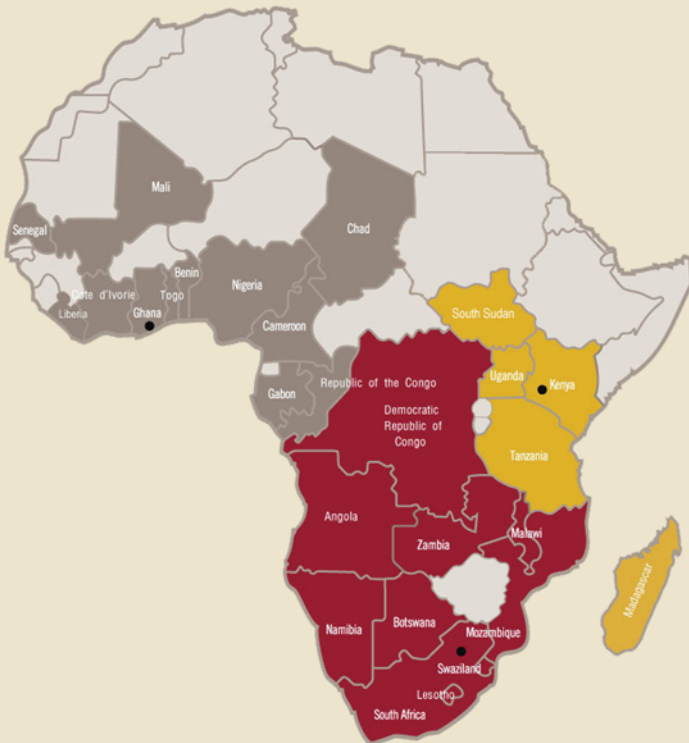 Mali
Senegal
Chad
Benin
Nigeria
Cote d'Ivorie
Togo
Ghana
Liberia
South Sudan
Cameroon
Uganda
Kenya
Republic of the Congo
Gabon
Democratic
Republic of
Congo
Tanzania
Angola
Malawi
Zambia
Madagascar
Botswana
Namibia
Mozambique
Swaziland
Lesotho
South Africa